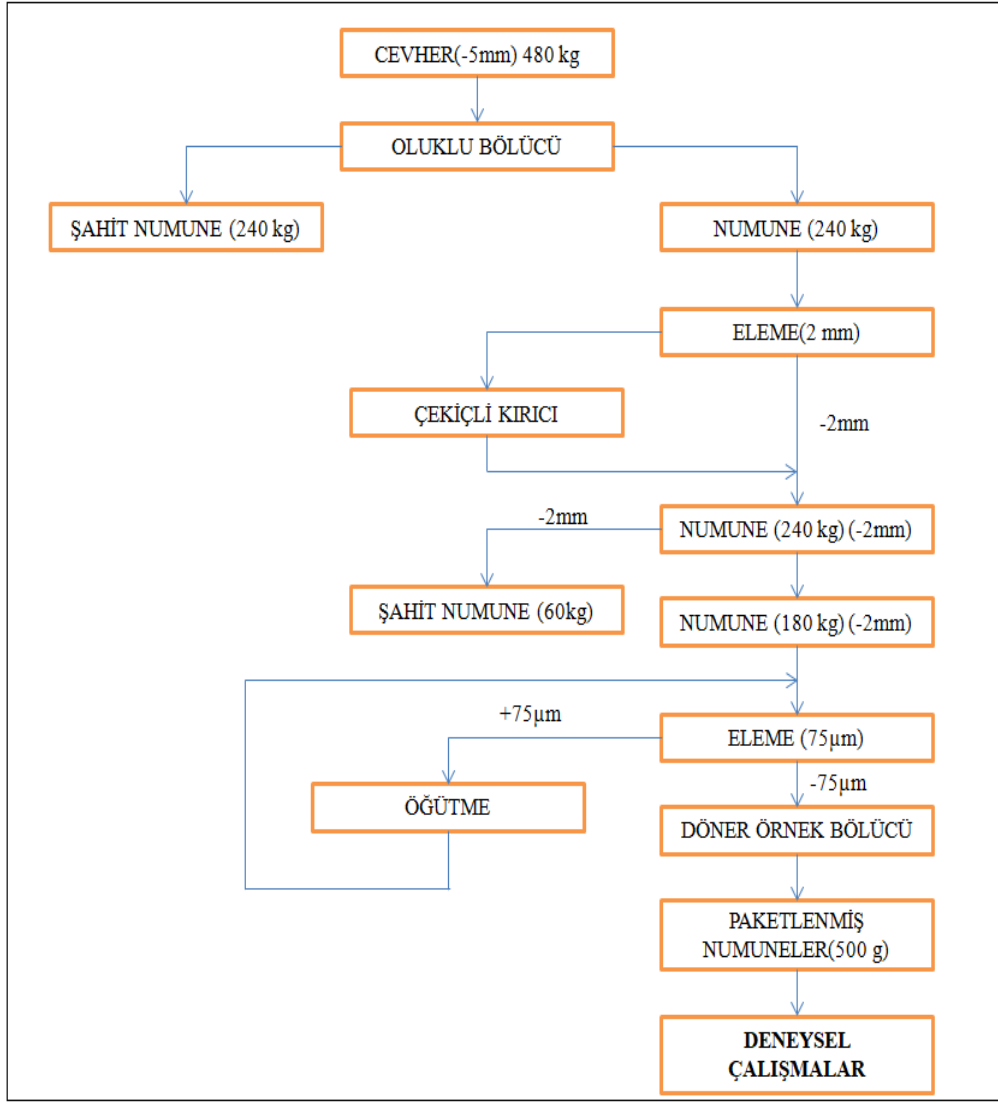 CEVHER(-5mm) 480 kg
OLUKLU BÖLÜCÜ
ŞAHİT NUMUNE (240 kg)
NUMUNE (240 kg)
ELEME(2 mm)
ÇEKİÇLİ KIRICI
-2mm
NUMUNE (240 kg) (-2mm)
-2mm
ŞAHİT NUMUNE (60kg)
NUMUNE (180 kg) (-2mm)
+75µm
ELEME (75µm)
ÖĞÜTME
-75µm
DÖNER ÖRNEK BÖLÜCÜ
PAKETLENMİŞ
NUMUNELER(500 g)
DENEYSEL
ÇALIŞMALAR